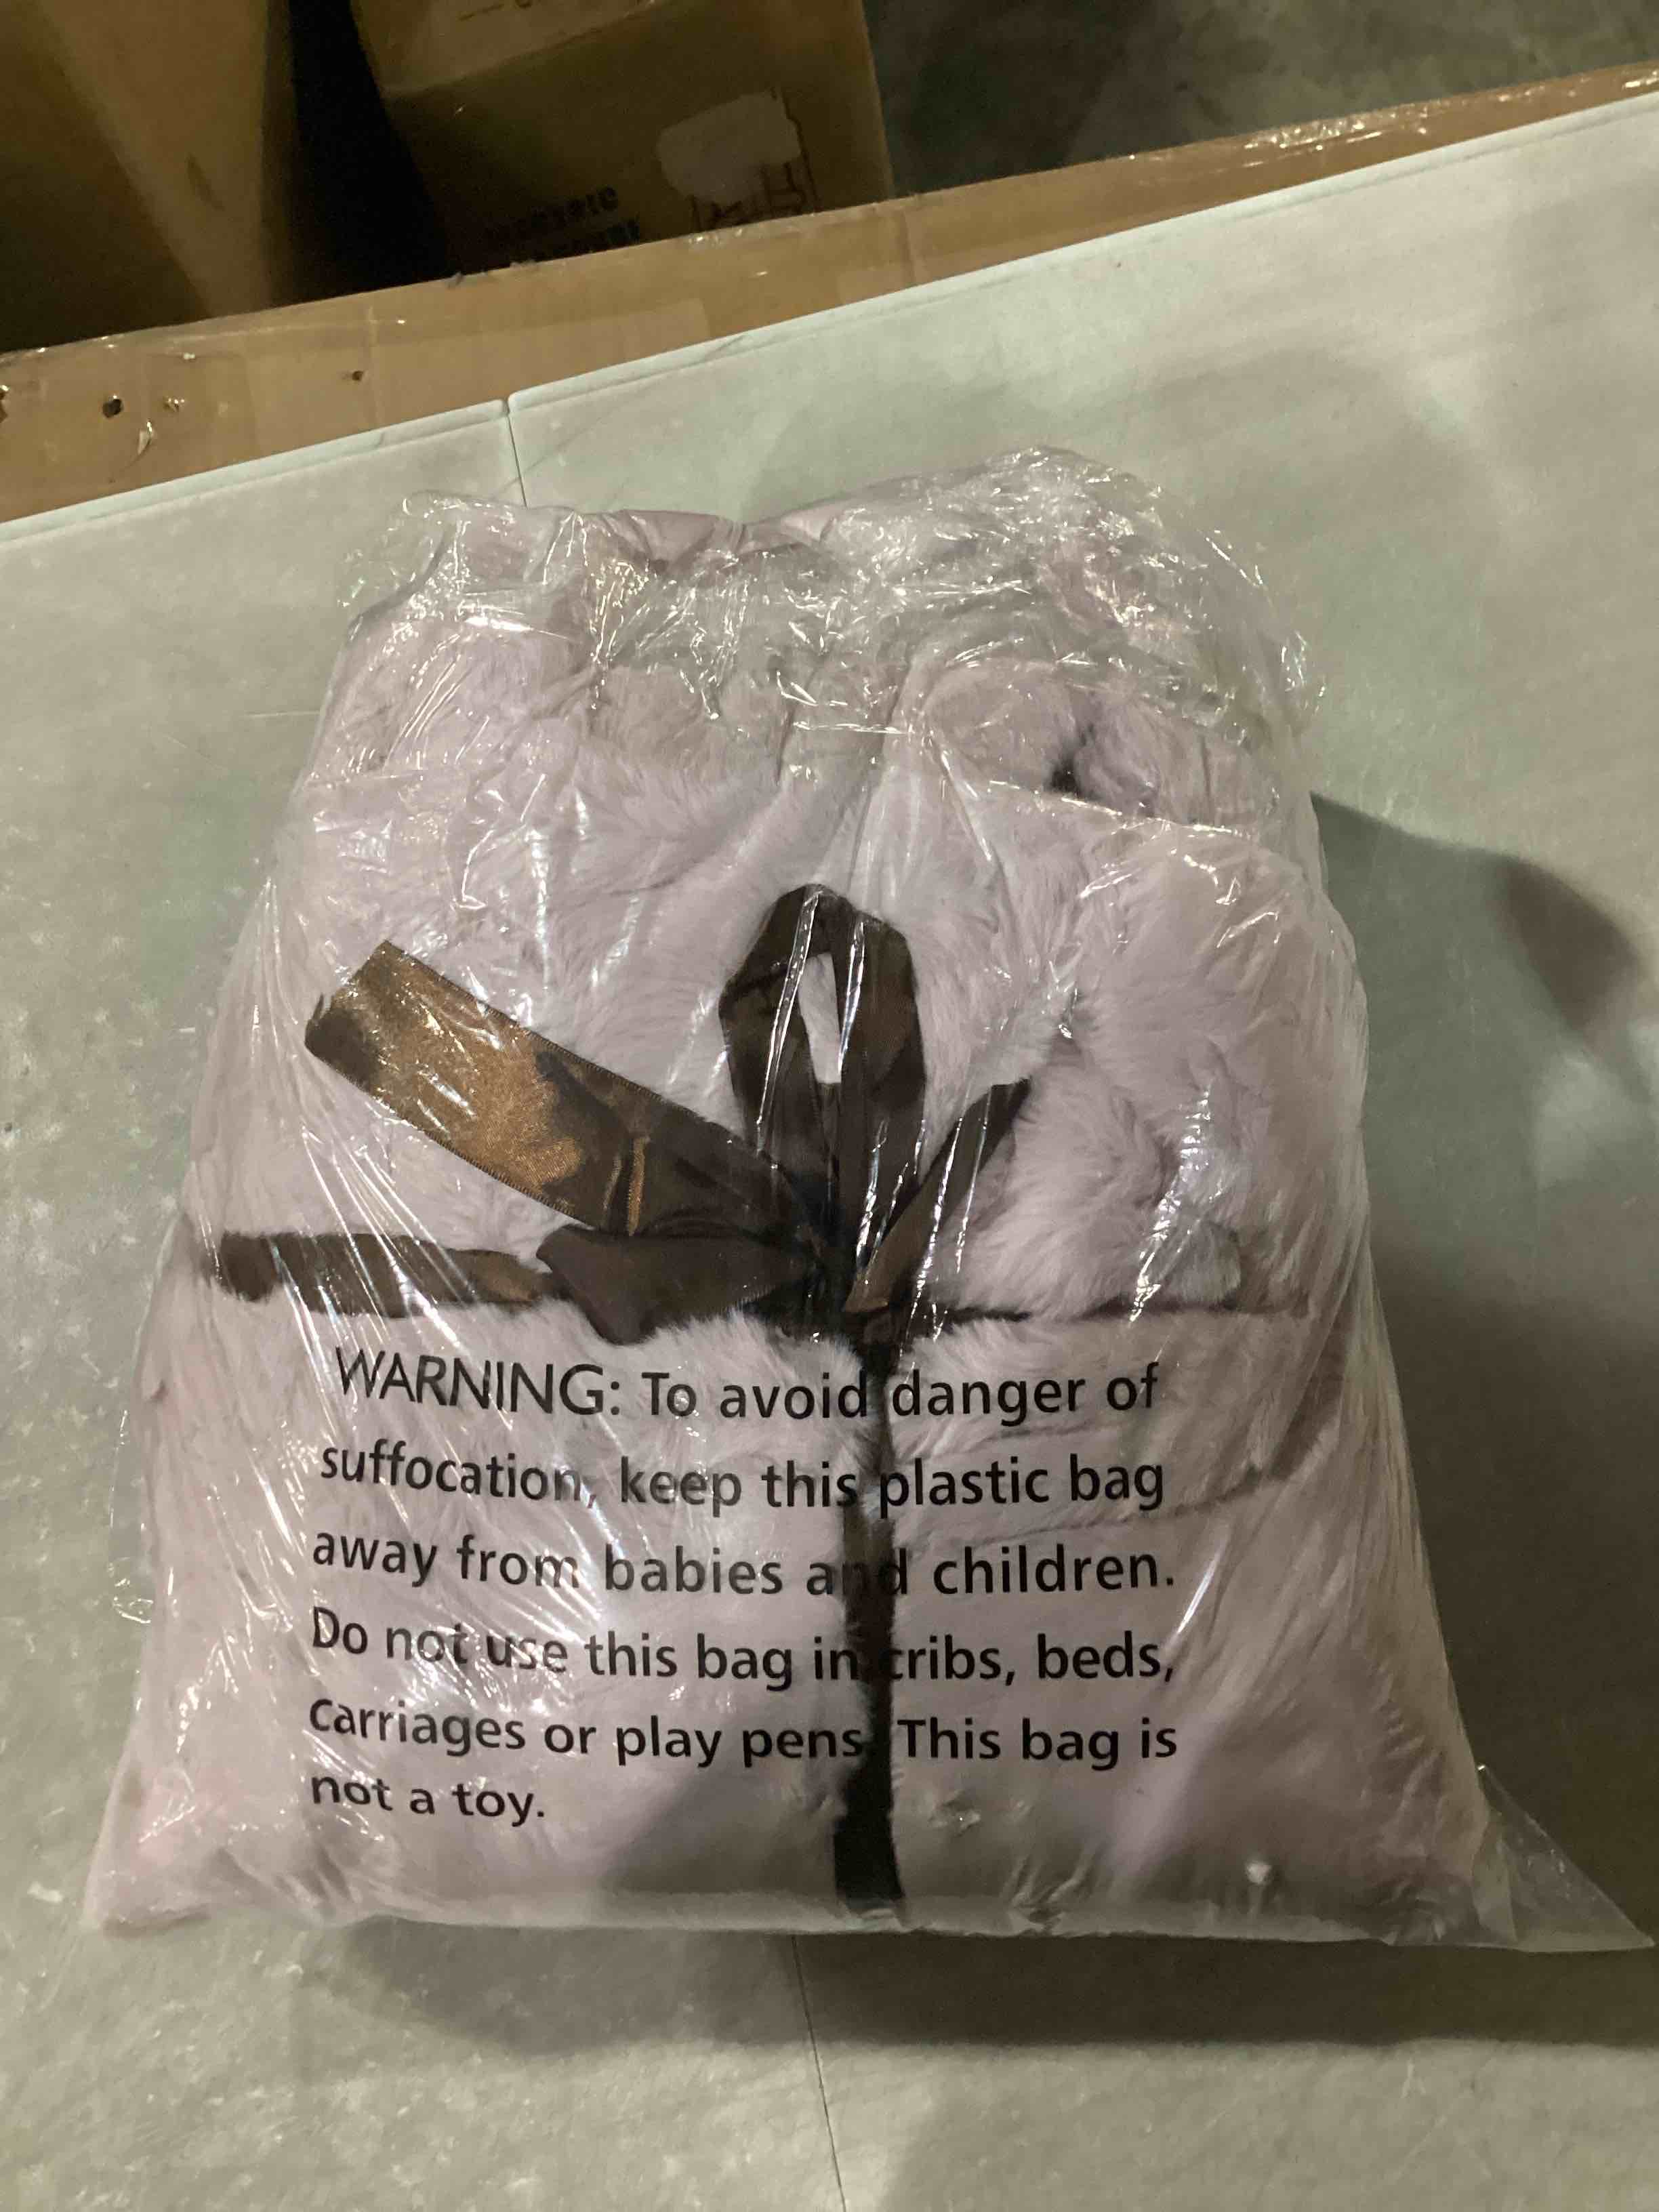 WARNING: To avoid danger of
suffocation, keep this plastic bag
away from babies and children.
Do not use this bag in cribs, beds,
carriages or play pens. This bag is
not a toy.